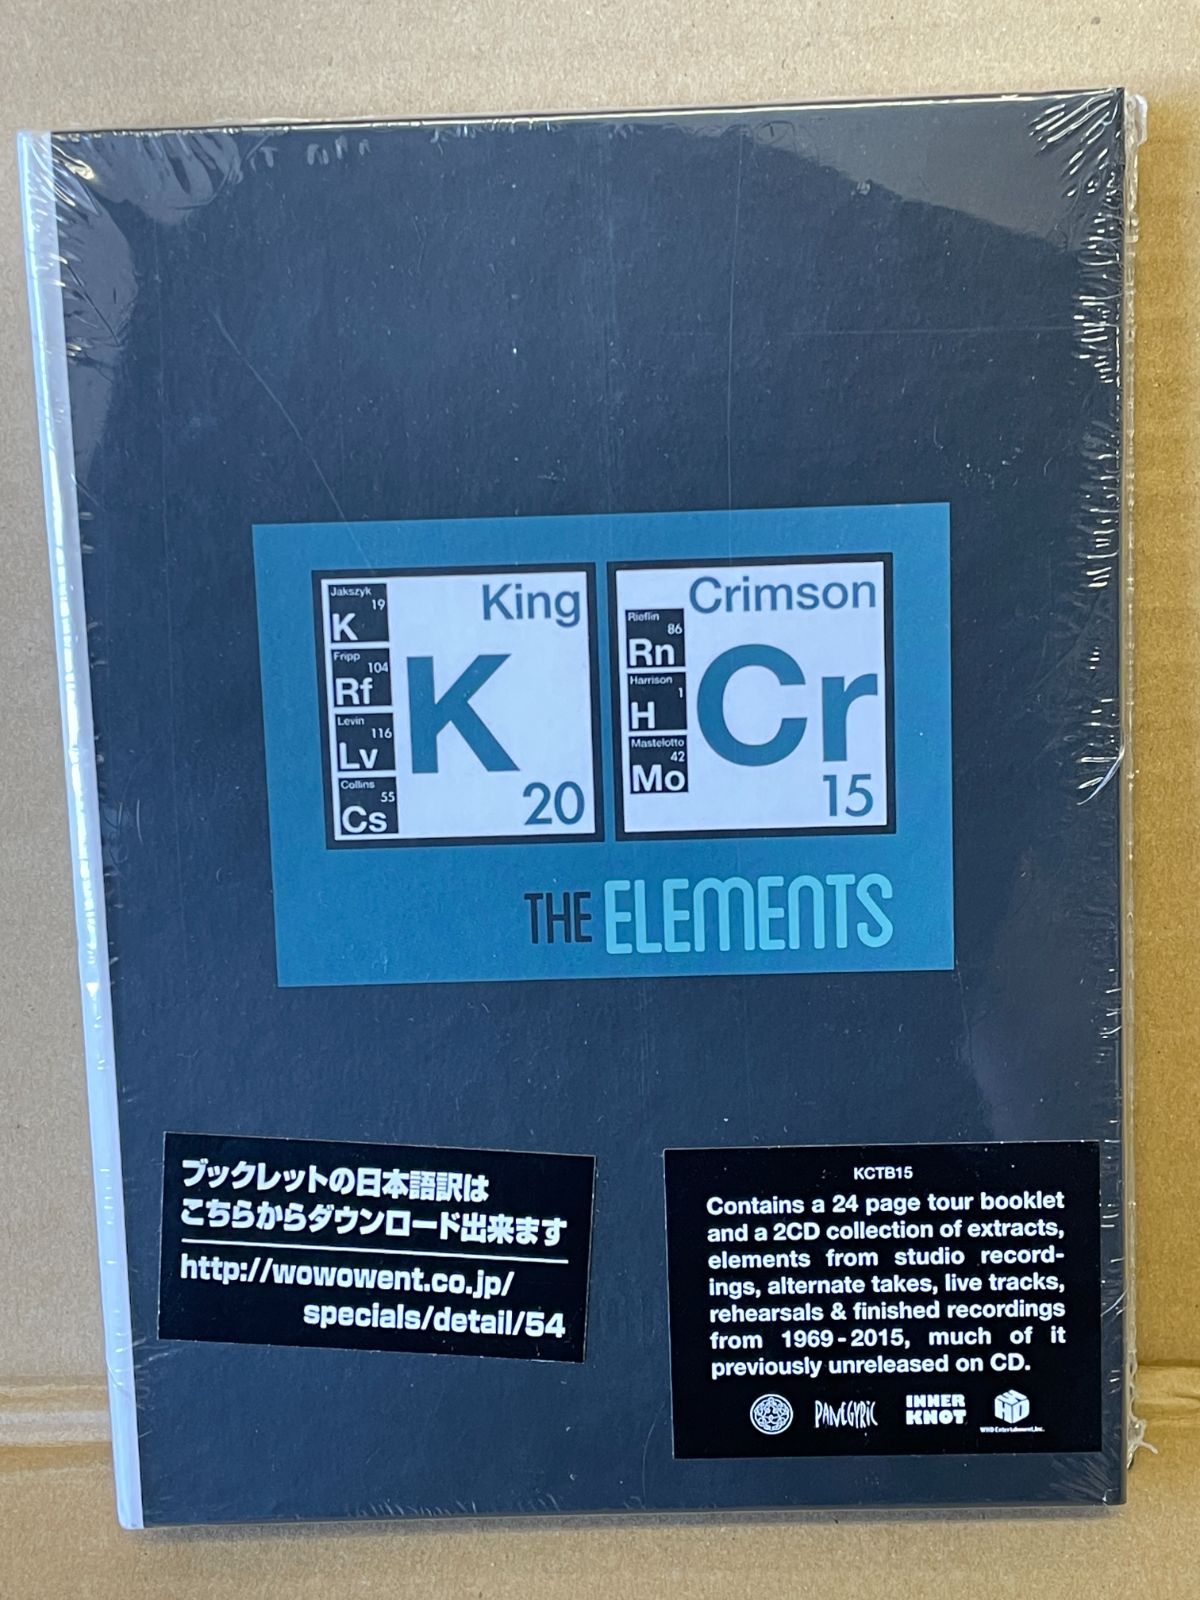 Jakszyk
19
K
Fripp
104
Rf
Levin
116
Lv
Collins
55
Cs
King
K
20
Crimson
Rieflin
86
Rn
Harrison
1
H
Mastelotto
42
Mo
Cr
15
THE ELEMENTS
ブックレットの日本語訳は
こちらからダウンロード出来ます
http://wowowent.co.jp/
specials/detail/54
KCTB15
Contains a 24 page tour booklet
and a 2CD collection of extracts,
elements from studio record-
ings, alternate takes, live tracks,
rehearsals & finished recordings
from 1969-2015, much of it
previously unreleased on CD.
PANEGYRIC
INNER
KNOT
WHD
WHD Entertainment, Inc.